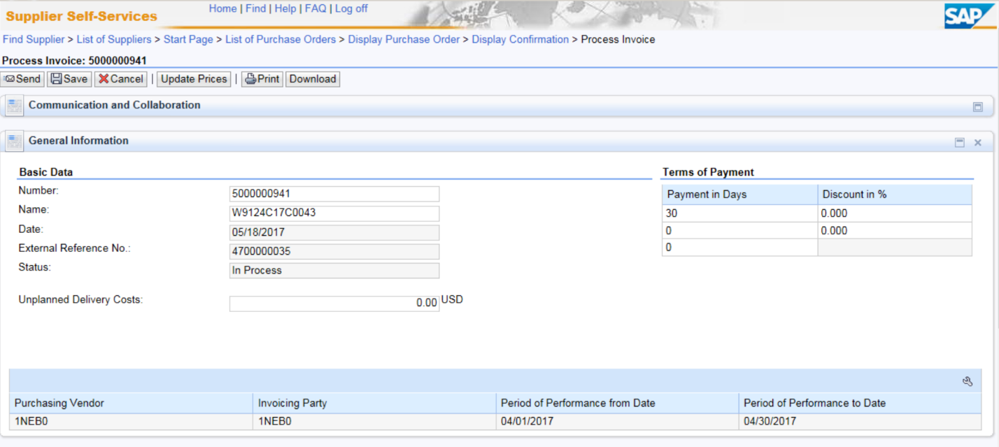 Supplier Self-Services
Home | Find | Help | FAQ | Log off
SAP
Find Supplier > List of Suppliers > Start Page > List of Purchase Orders > Display Purchase Order > Display Confirmation > Process Invoice
Process Invoice: 5000000941
Send Save Cancel | Update Prices | Print Download
Communication and Collaboration
General Information
Basic Data
Number: 5000000941
Name: W9124C17C0043
Date: 05/18/2017
External Reference No.: 4700000035
Status: In Process
Unplanned Delivery Costs: 0.00 USD
Terms of Payment
Payment in Days Discount in %
30 0.000
0 0.000
0
Purchasing Vendor Invoicing Party Period of Performance from Date Period of Performance to Date
1NEB0 1NEB0 04/01/2017 04/30/2017